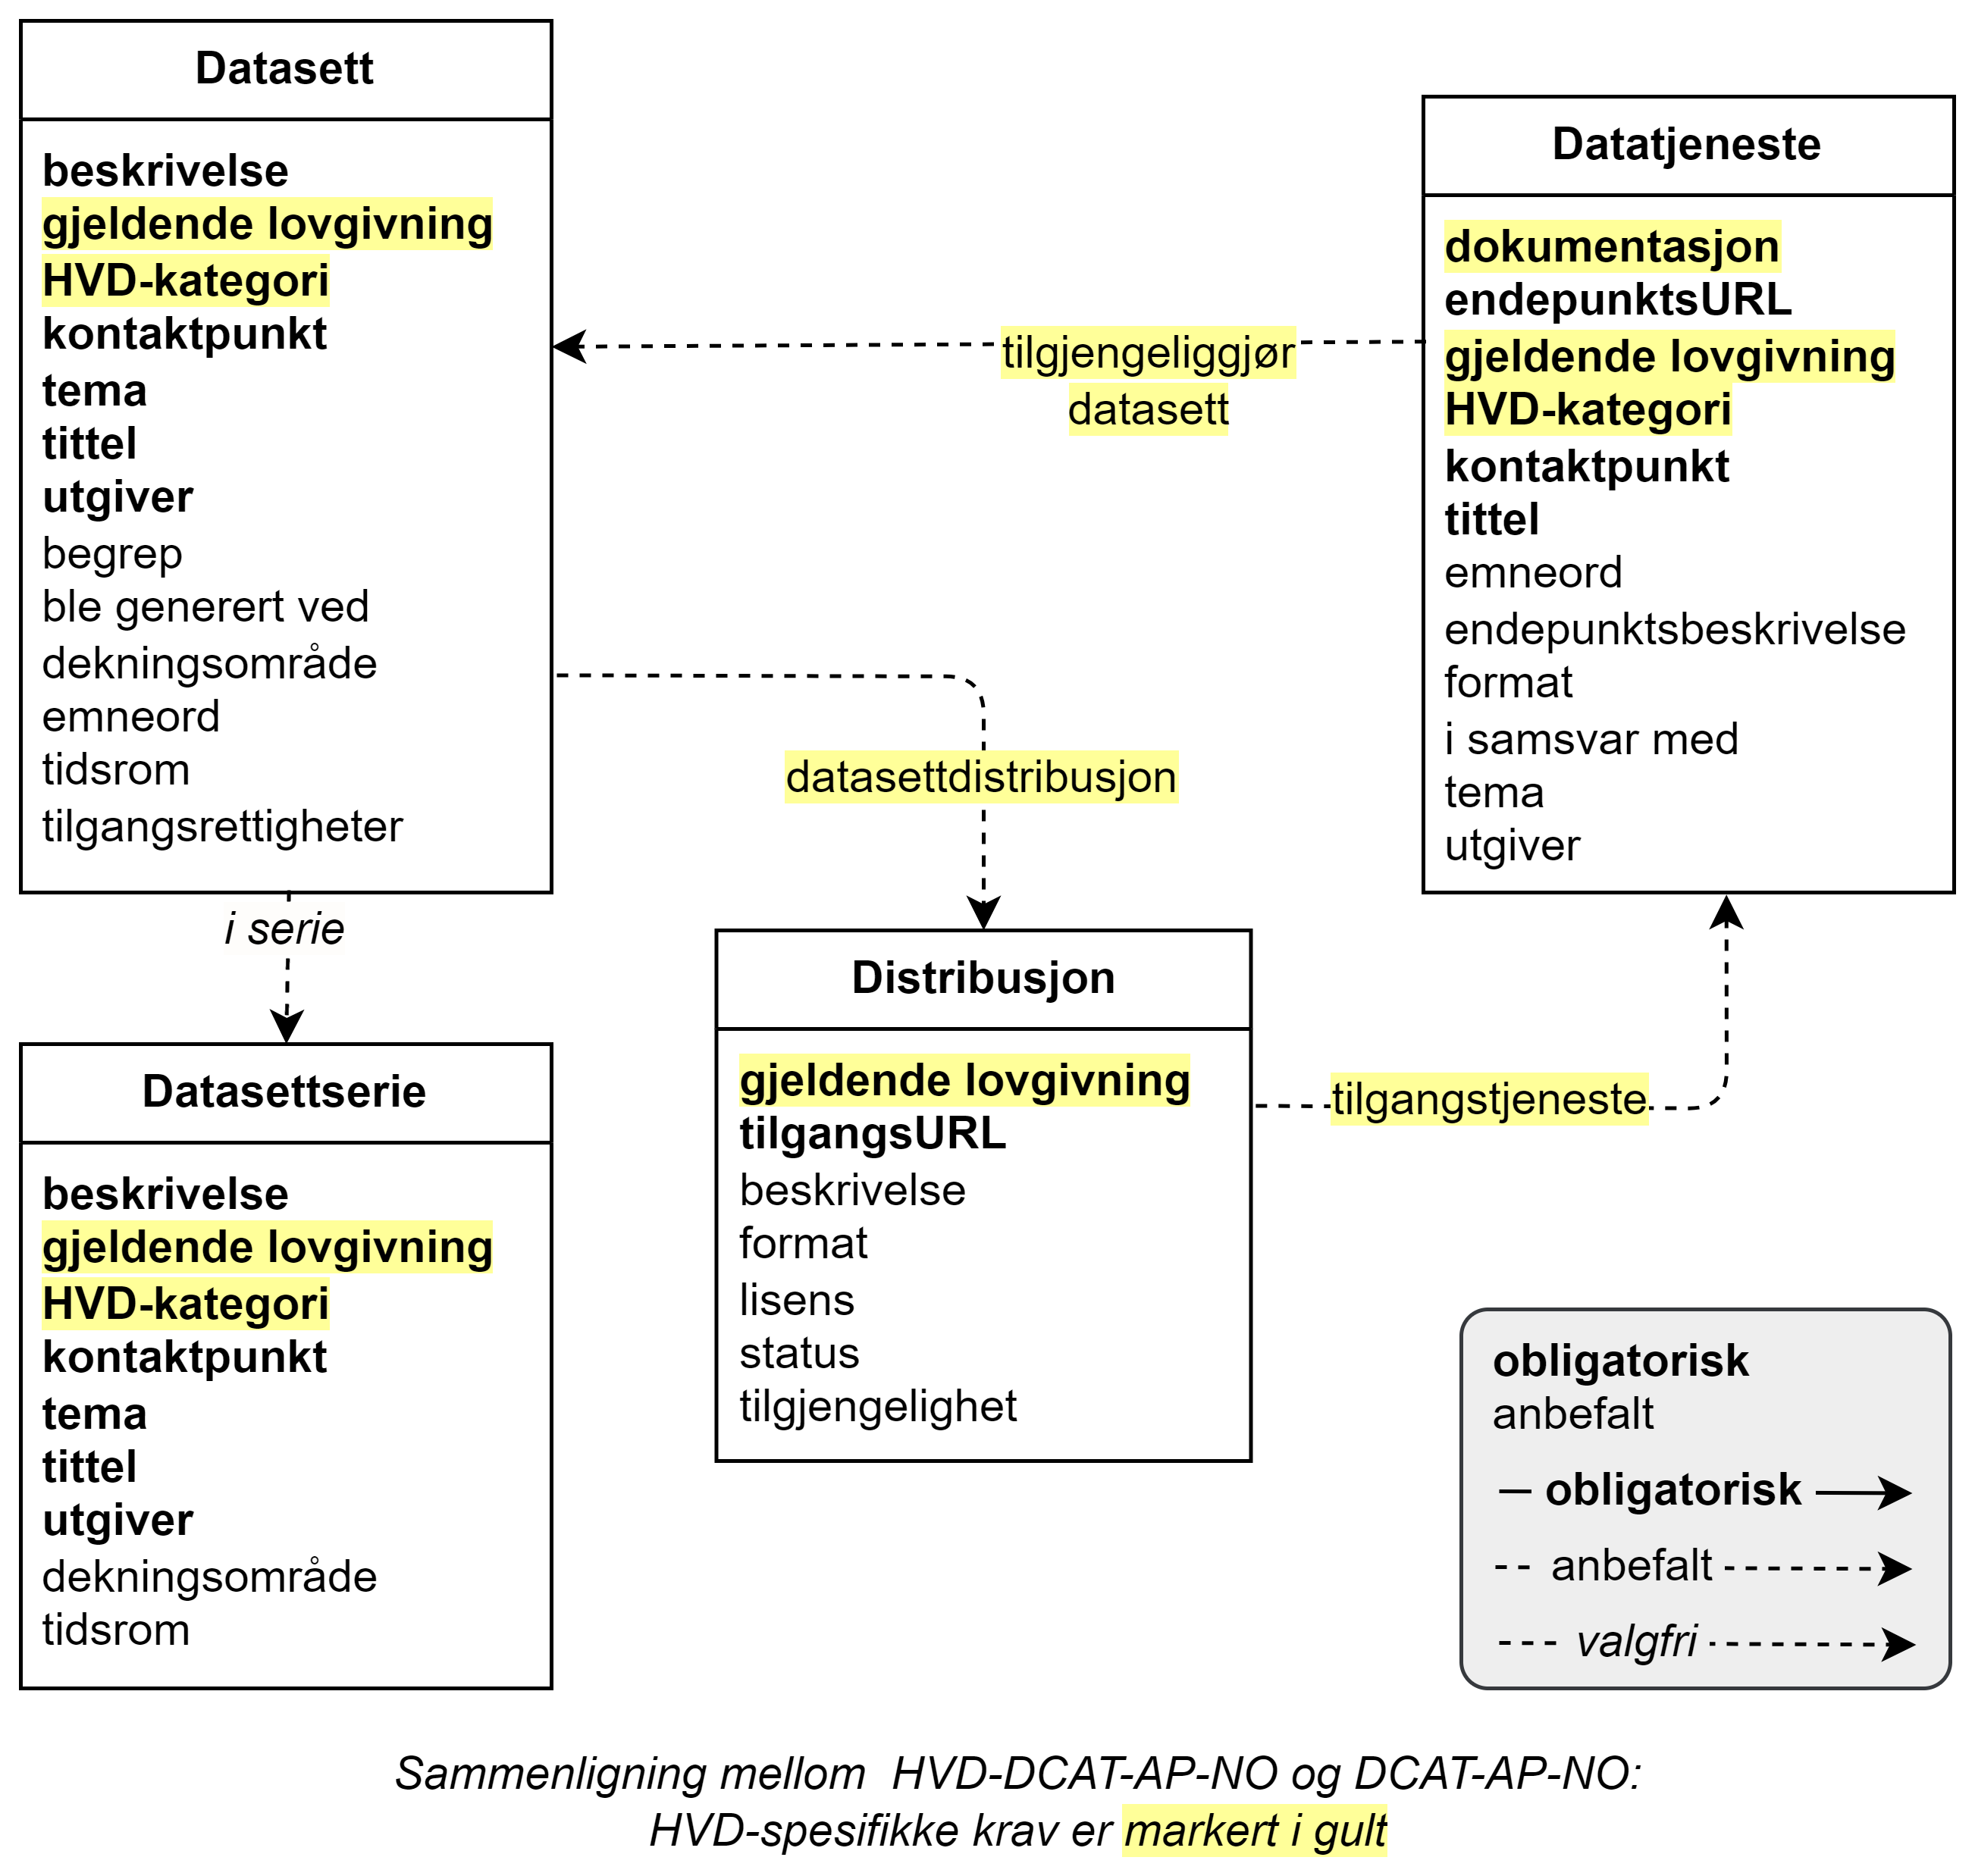 Datasett
beskrivelse
gjeldende lovgivning
HVD-kategori
kontaktpunkt
tema
tittel
utgiver
begrep
ble generert ved
dekningsområde
emneord
tidsrom
tilgangsrettigheter
Datatjeneste
dokumentasjon
endepunktsURL
gjeldende lovgivning
HVD-kategori
kontaktpunkt
tittel
emneord
endepunktsbeskrivelse
format
i samsvar med
tema
utgiver
tilgjengeliggjør
datasett
datasettdistribusjon
i serie
Datasettserie
beskrivelse
gjeldende lovgivning
HVD-kategori
kontaktpunkt
tema
tittel
utgiver
dekningsområde
tidsrom
Distribusjon
gjeldende lovgivning
tilgangsURL
beskrivelse
format
lisens
status
tilgjengelighet
tilgangstjeneste
obligatorisk
anbefalt
obligatorisk
anbefalt
valgfri
Sammenligning mellom HVD-DCAT-AP-NO og DCAT-AP-NO:
HVD-spesifikke krav er markert i gult